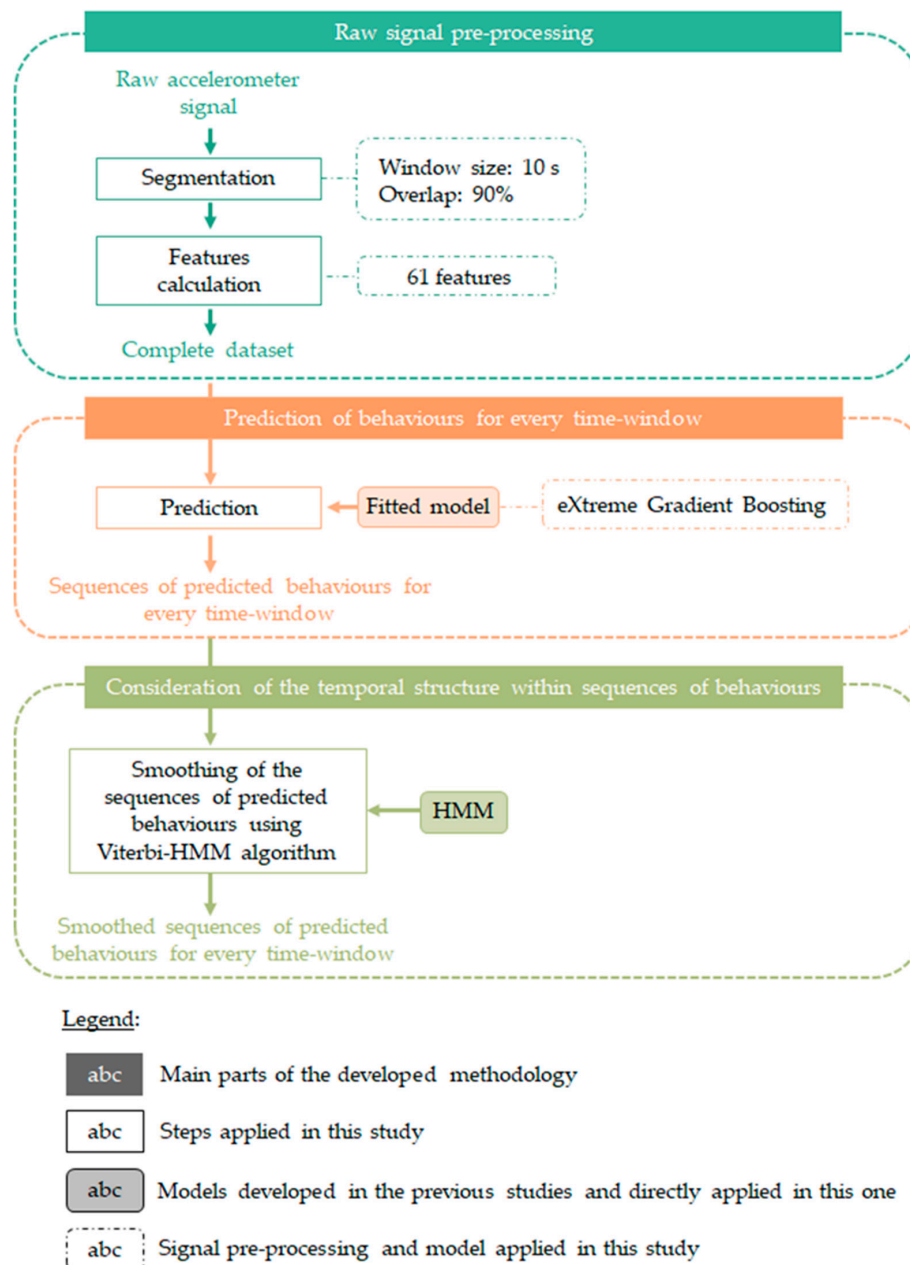 Raw signal pre-processing
Raw accelerometer
signal
Segmentation
Window size: 10 s
Overlap: 90%
Features
calculation
61 features
Complete dataset
Prediction of behaviours for every time-window
Prediction
Fitted model
eXtreme Gradient Boosting
Sequences of predicted behaviours for
every time-window
Consideration of the temporal structure within sequences of behaviours
Smoothing of the
sequences of predicted
behaviours using
Viterbi-HMM algorithm
HMM
Smoothed sequences of predicted
behaviours for every time-window
Legend:
abc Main parts of the developed methodology
abc Steps applied in this study
abc Models developed in the previous studies and directly applied in this one
abc Signal pre-processing and model applied in this study